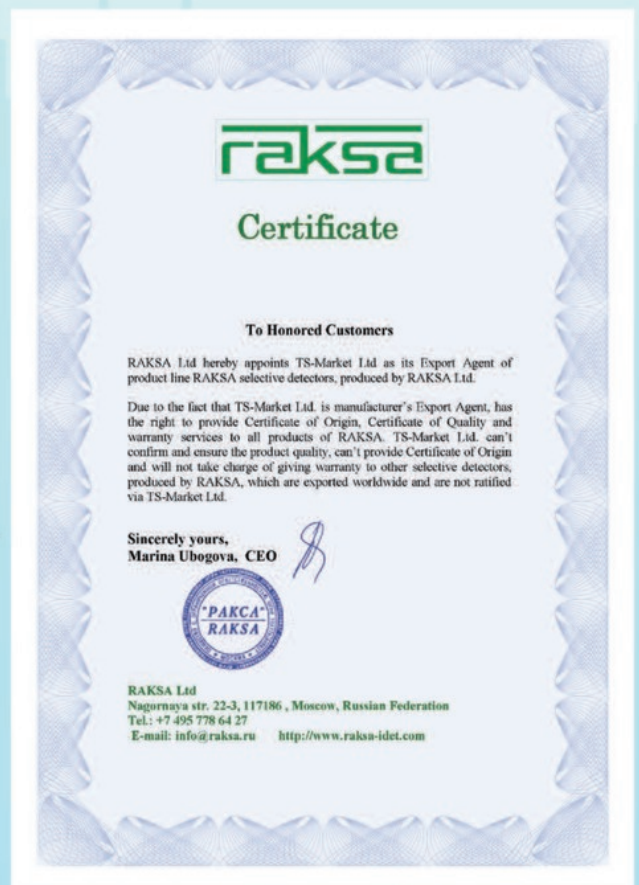 raksa
Certificate
To Honored Customers
RAKSA Ltd hereby appoints TS-Market Ltd as its Export Agent of
product line RAKSA selective detectors, produced by RAKSA Ltd.
Due to the fact that TS-Market Ltd. is manufacturer's Export Agent, has
the right to provide Certificate of Origin, Certificate of Quality and
warranty services to all products of RAKSA. TS-Market Ltd. can't
confirm and ensure the product quality, can't provide Certificate of Origin
and will not take charge of giving warranty to other selective detectors,
produced by RAKSA, which are exported worldwide and are not ratified
via TS-Market Ltd.
Sincerely yours,
Marina Ubogova, CEO
"РАКСА"
RAKSA
RAKSA Ltd
Nagornaya str. 22-3, 117186 , Moscow, Russian Federation
Tel.: +7 495 778 64 27
E-mail: info@raksa.ru http://www.raksa-idet.com